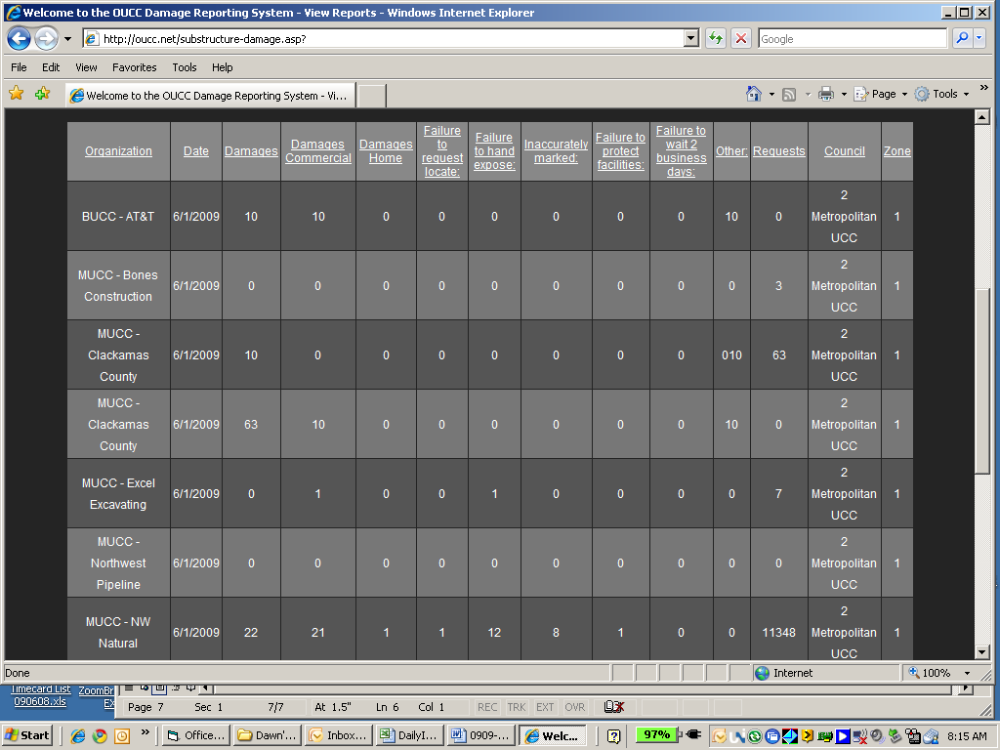 Welcome to the OUCC Damage Reporting System - View Reports - Windows Internet Explorer
http://oucc.net/substructure-damage.asp?
Google
File Edit View Favorites Tools Help
Welcome to the OUCC Damage Reporting System - Vi...
Page Tools »
Organization Date Damages Damages Commercial Damages Home Failure to request locate: Failure to hand expose: Inaccurately marked: Failure to protect facilities: Failure to wait 2 business days: Other: Requests Council Zone
BUCC - AT&T 6/1/2009 10 10 0 0 0 0 0 0 10 0 2 Metropolitan UCC 1
MUCC - Bones Construction 6/1/2009 0 0 0 0 0 0 0 0 0 3 2 Metropolitan UCC 1
MUCC - Clackamas County 6/1/2009 10 0 0 0 0 0 0 0 010 63 2 Metropolitan UCC 1
MUCC - Clackamas County 6/1/2009 63 10 0 0 0 0 0 0 10 0 2 Metropolitan UCC 1
MUCC - Excel Excavating 6/1/2009 0 1 0 0 1 0 0 0 0 7 2 Metropolitan UCC 1
MUCC - Northwest Pipeline 6/1/2009 0 0 0 0 0 0 0 0 0 0 2 Metropolitan UCC 1
MUCC - NW Natural 6/1/2009 22 21 1 1 12 8 1 0 0 11348 2 Metropolitan UCC 1
Done Internet 100%
Timecard List ZoomBr
090608.xls EX
Page 7 Sec 1 7/7 At 1.5" Ln 6 Col 1 REC TRK EXT OVR
Start » Office... Dawn'... Inbox... DailyI... 0909-... Welc... 97% 8:15 AM